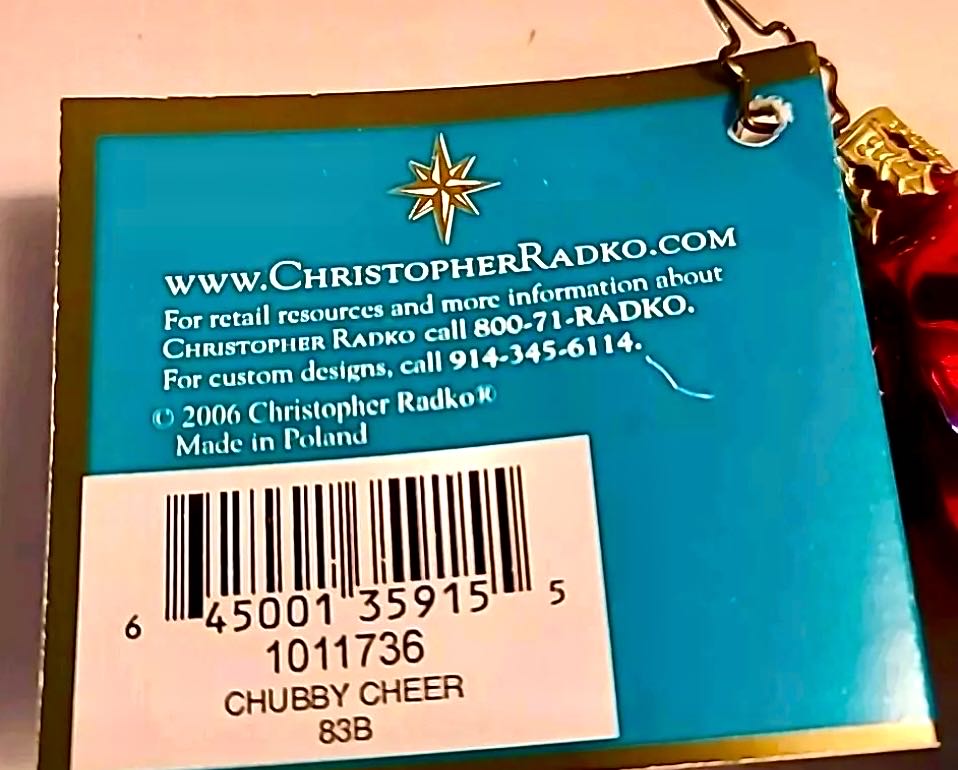 www.ChristopherRadko.com
For retail resources and more information about
Christopher Radko call 800-71-RADKO.
For custom designs, call 914-345-6114.
© 2006 Christopher Radko®
Made in Poland
6 45001 35915 5
1011736
CHUBBY CHEER
83B